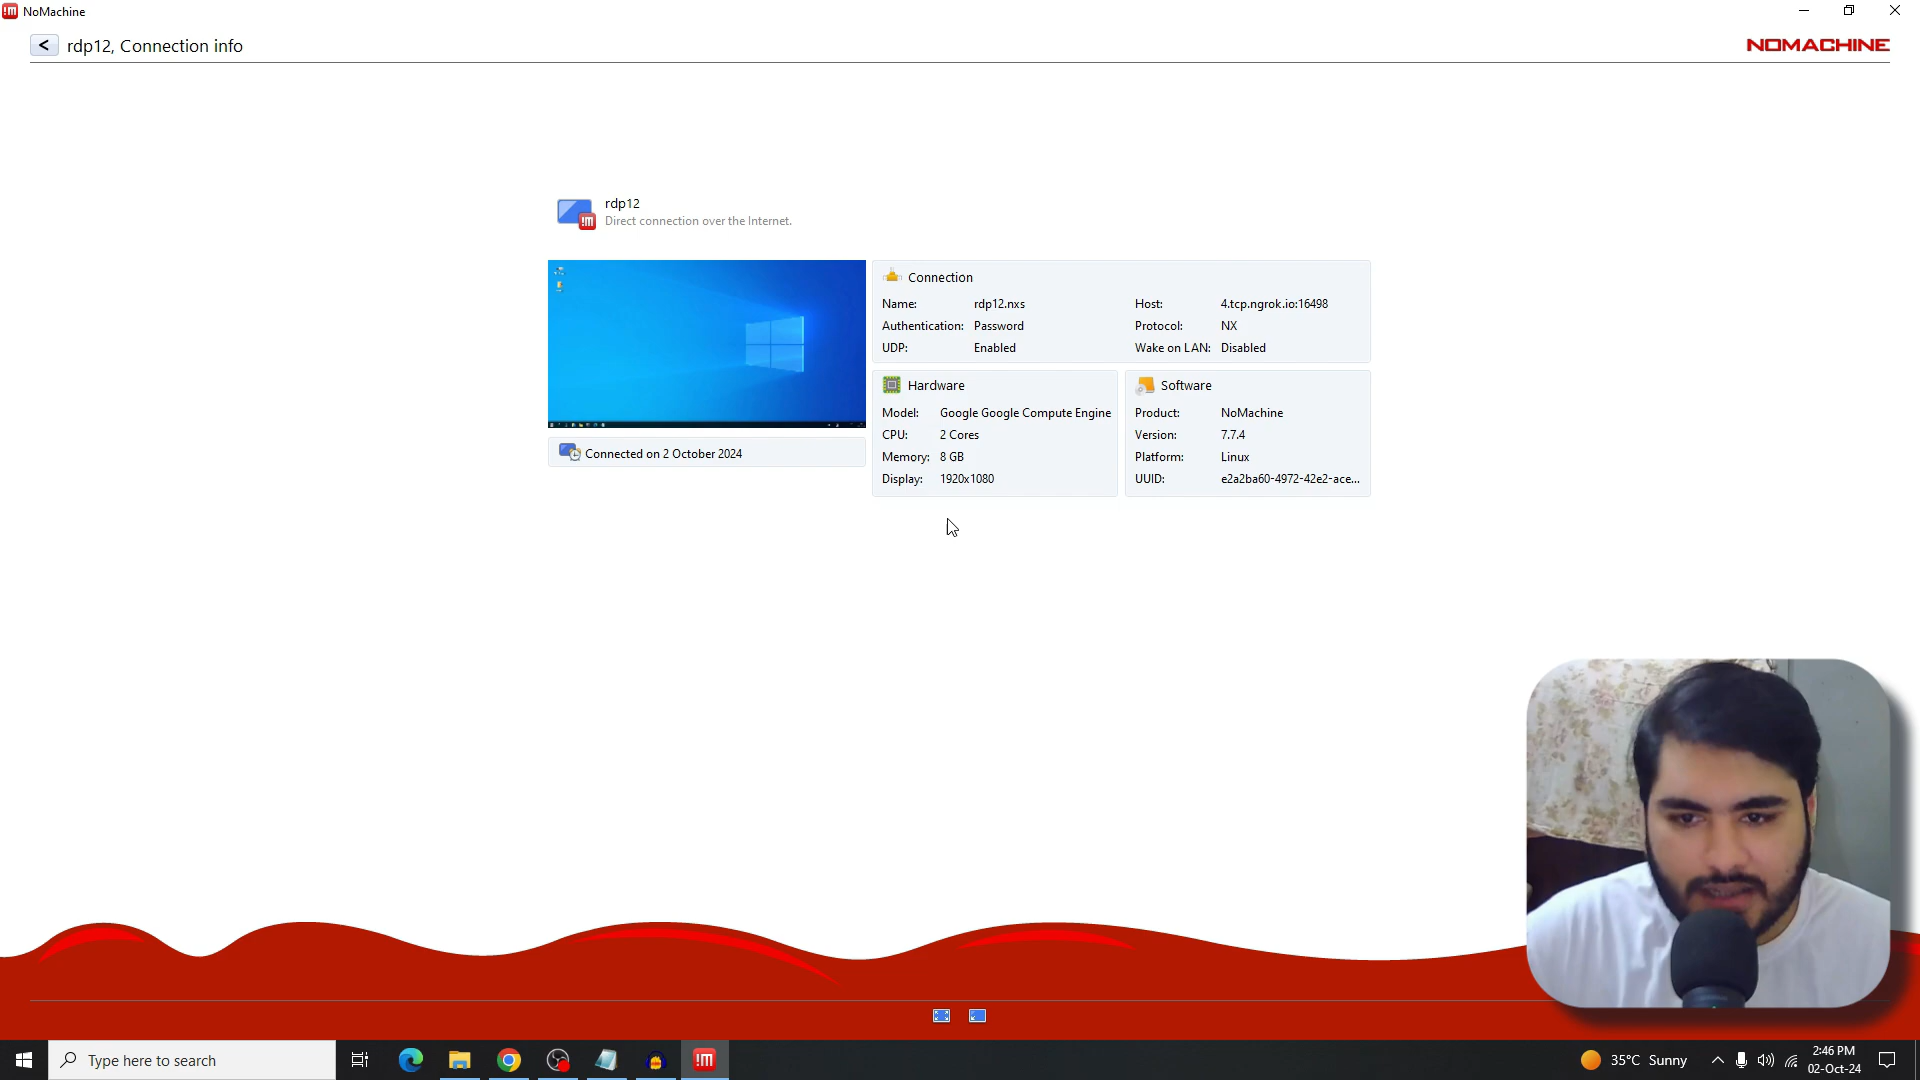 NoMachine
< rdp12, Connection info
NOMACHINE
rdp12
Direct connection over the Internet.
Connection
Name: rdp12.nxs Host: 4.tcp.ngrok.io:16498
Authentication: Password Protocol: NX
UDP: Enabled Wake on LAN: Disabled
Hardware
Model: Google Google Compute Engine
CPU: 2 Cores
Memory: 8 GB
Display: 1920x1080
Software
Product: NoMachine
Version: 7.7.4
Platform: Linux
UUID: e2a2ba60-4972-42e2-ace...
Connected on 2 October 2024
Type here to search
!m
35°C Sunny
2:46 PM
02-Oct-24